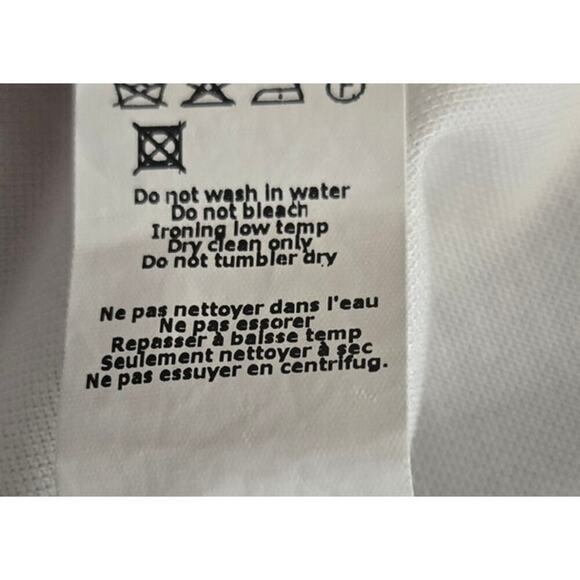 Do not wash in water
Do not bleach
Ironing low temp
Dry clean only
Do not tumbler dry
Ne pas nettoyer dans l'eau
Ne pas essorer
Repasser à baisse temp
Seulement nettoyer à sec
Ne pas essuyer en centrifug.